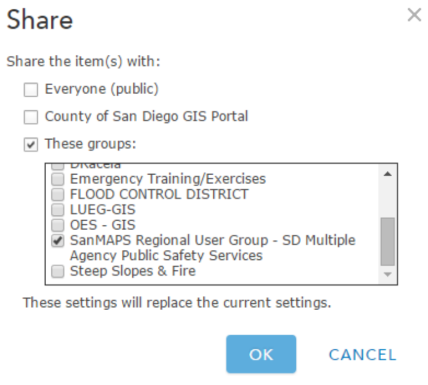 Share
Share the item(s) with:
Everyone (public)
County of San Diego GIS Portal
These groups:
Emergency Training/Exercises
FLOOD CONTROL DISTRICT
LUEG-GIS
OES - GIS
SanMAPS Regional User Group - SD Multiple
Agency Public Safety Services
Steep Slopes & Fire
These settings will replace the current settings.
OK
CANCEL